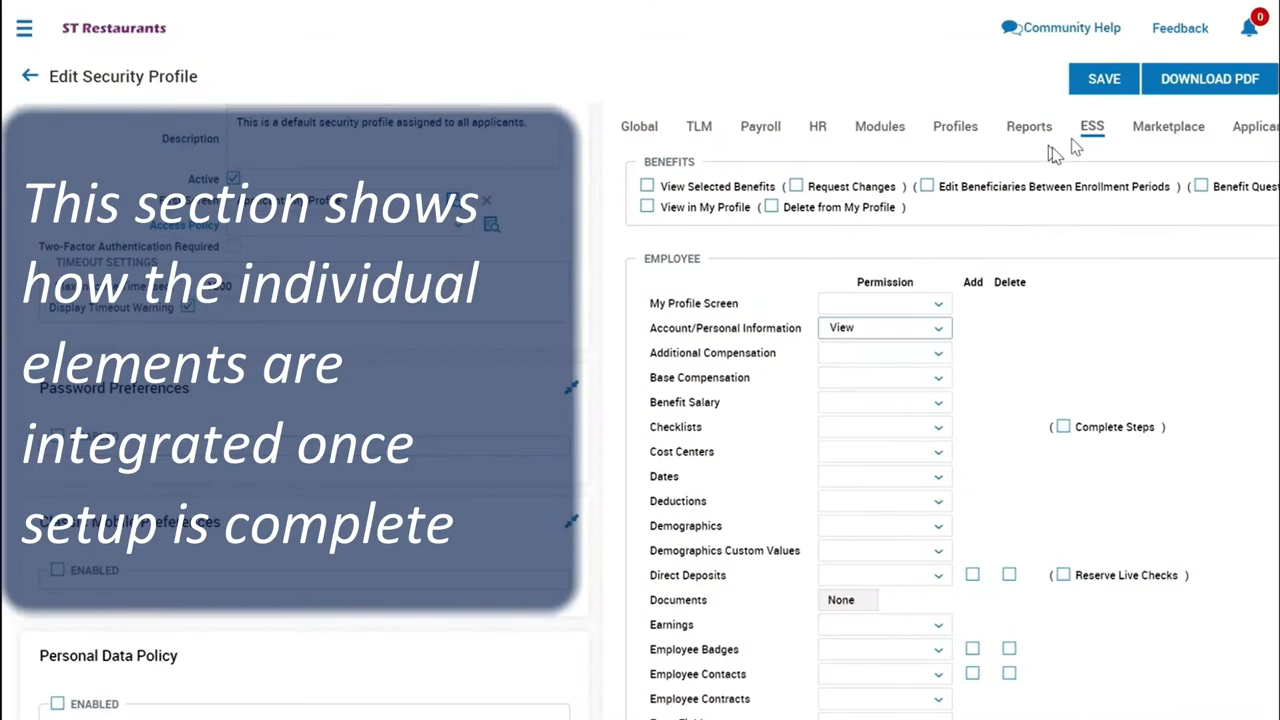 ST Restaurants
Community Help
Feedback
0
Edit Security Profile
SAVE
DOWNLOAD PDF
This is a default security profile assigned to all applicants.
Description
Active
Access Policy
Two-Factor Authentication Required
TIMEOUT SETTINGS
Display Timeout Warning
Password Preferences
ENABLED
This section shows
how the individual
elements are
integrated once
setup is complete
Personal Data Policy
ENABLED
Global TLM Payroll HR Modules Profiles Reports ESS Marketplace
BENEFITS
View Selected Benefits ( Request Changes ) ( Edit Beneficiaries Between Enrollment Periods ) ( Benefit
View in My Profile ( Delete from My Profile )
EMPLOYEE
Permission Add Delete
My Profile Screen
Account/Personal Information View
Additional Compensation
Base Compensation
Benefit Salary
Checklists ( Complete Steps )
Cost Centers
Dates
Deductions
Demographics
Demographics Custom Values
Direct Deposits ( Reserve Live Checks )
Documents None
Earnings
Employee Badges
Employee Contacts
Employee Contracts